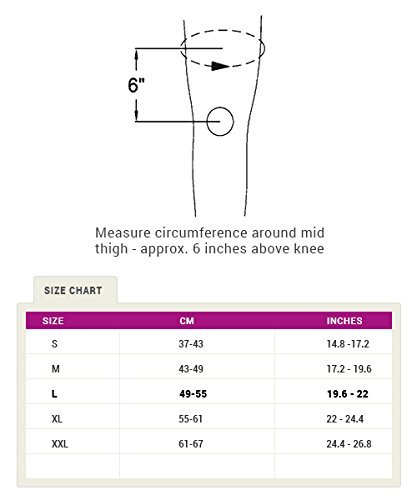 6"
Measure circumference around mid
thigh - approx. 6 inches above knee
SIZE CHART
SIZE CM INCHES
S 37-43 14.8 -17.2
M 43-49 17.2 - 19.6
L 49-55 19.6 - 22
XL 55-61 22 - 24.4
XXL 61-67 24.4 - 26.8